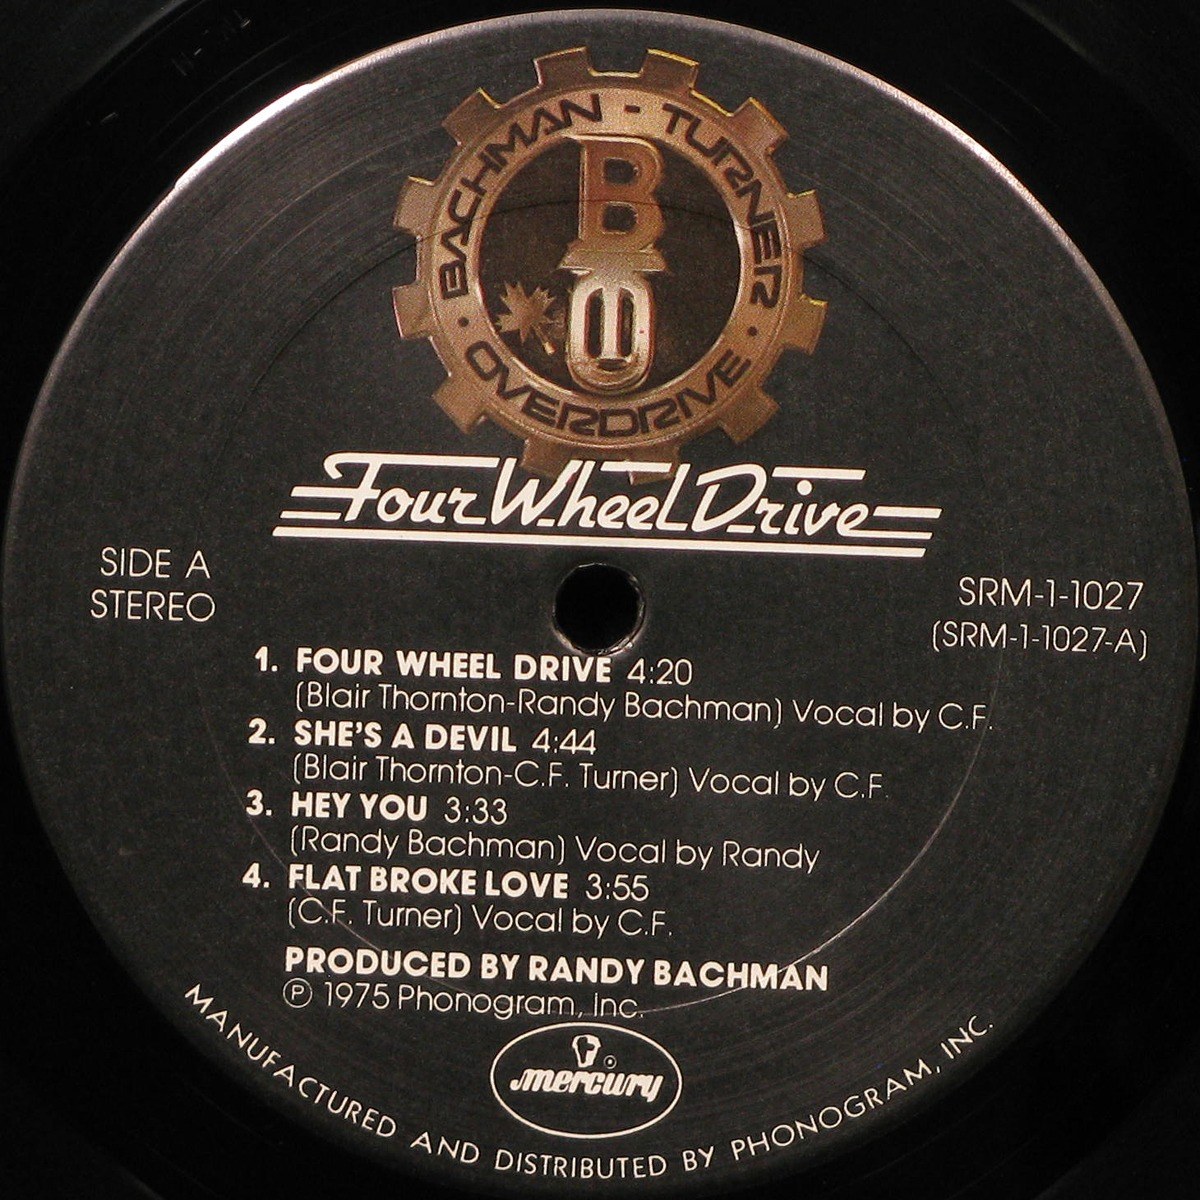 BACHMAN - TURNER
BTO
• OVERDRIVE •
Four Wheel Drive
SIDE A
STEREO
SRM-1-1027
(SRM-1-1027-A)
1. FOUR WHEEL DRIVE 4:20
(Blair Thornton-Randy Bachman) Vocal by C.F.
2. SHE'S A DEVIL 4:44
(Blair Thornton-C.F. Turner) Vocal by C.F.
3. HEY YOU 3:33
(Randy Bachman) Vocal by Randy
4. FLAT BROKE LOVE 3:55
(C.F. Turner) Vocal by C.F.
PRODUCED BY RANDY BACHMAN
℗ 1975 Phonogram, Inc.
mercury
MANUFACTURED AND DISTRIBUTED BY PHONOGRAM, INC.